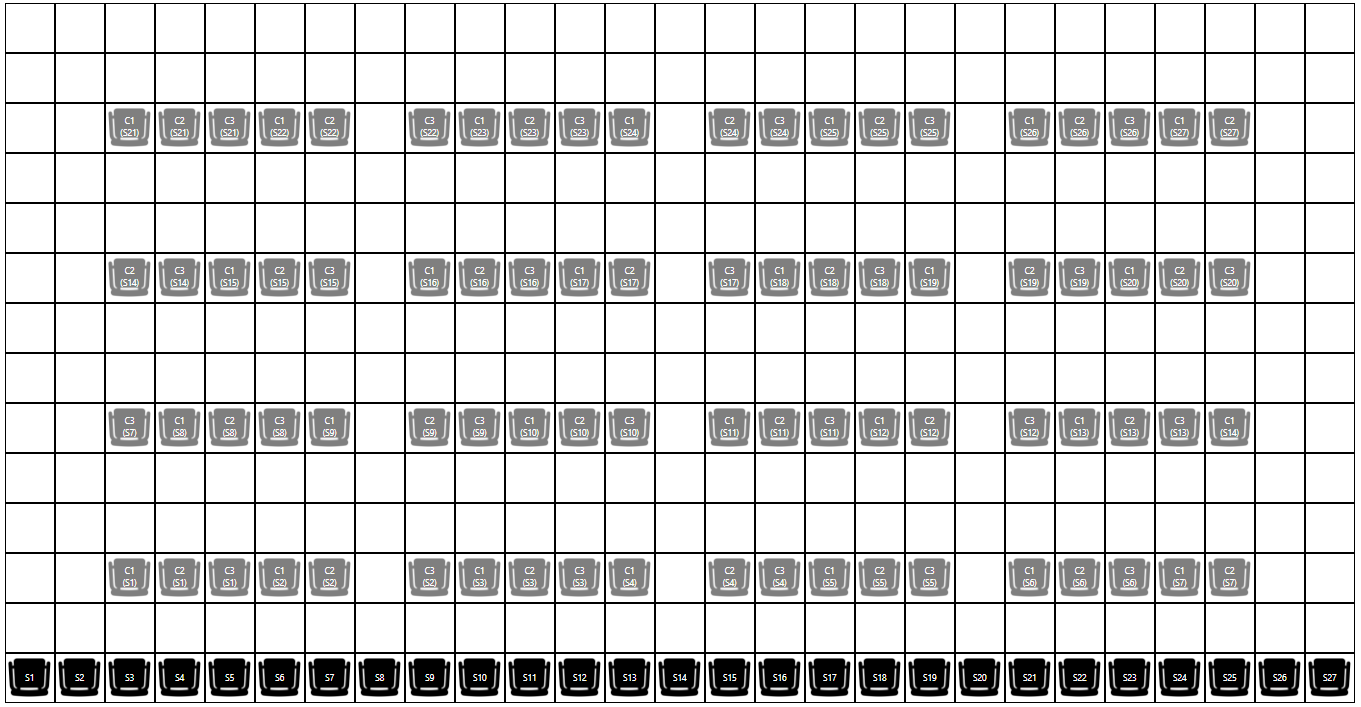 C1 C2 C3 C1 C2 C3 C1 C2 C3 C1 C2 C3 C1 C2 C3 C1 C2 C3 C1 C2
(S21) (S21) (S21) (S22) (S22) (S22) (S23) (S23) (S23) (S24) (S24) (S24) (S25) (S25) (S25) (S26) (S26) (S26) (S27) (S27)
C2 C3 C1 C2 C3 C1 C2 C3 C1 C2 C3 C1 C2 C3 C1 C2 C3 C1 C2 C3
(S14) (S14) (S15) (S15) (S15) (S16) (S16) (S16) (S17) (S17) (S17) (S18) (S18) (S18) (S19) (S19) (S19) (S20) (S20) (S20)
C3 C1 C2 C3 C1 C2 C3 C1 C2 C3 C1 C2 C3 C1 C2 C3 C1 C2 C3 C1
(S7) (S8) (S8) (S8) (S9) (S9) (S9) (S10) (S10) (S10) (S11) (S11) (S11) (S12) (S12) (S12) (S13) (S13) (S13) (S14)
C1 C2 C3 C1 C2 C3 C1 C2 C3 C1 C2 C3 C1 C2 C3 C1 C2 C3 C1 C2
(S1) (S1) (S1) (S2) (S2) (S2) (S3) (S3) (S3) (S4) (S4) (S4) (S5) (S5) (S5) (S6) (S6) (S6) (S7) (S7)
S1 S2 S3 S4 S5 S6 S7 S8 S9 S10 S11 S12 S13 S14 S15 S16 S17 S18 S19 S20 S21 S22 S23 S24 S25 S26 S27